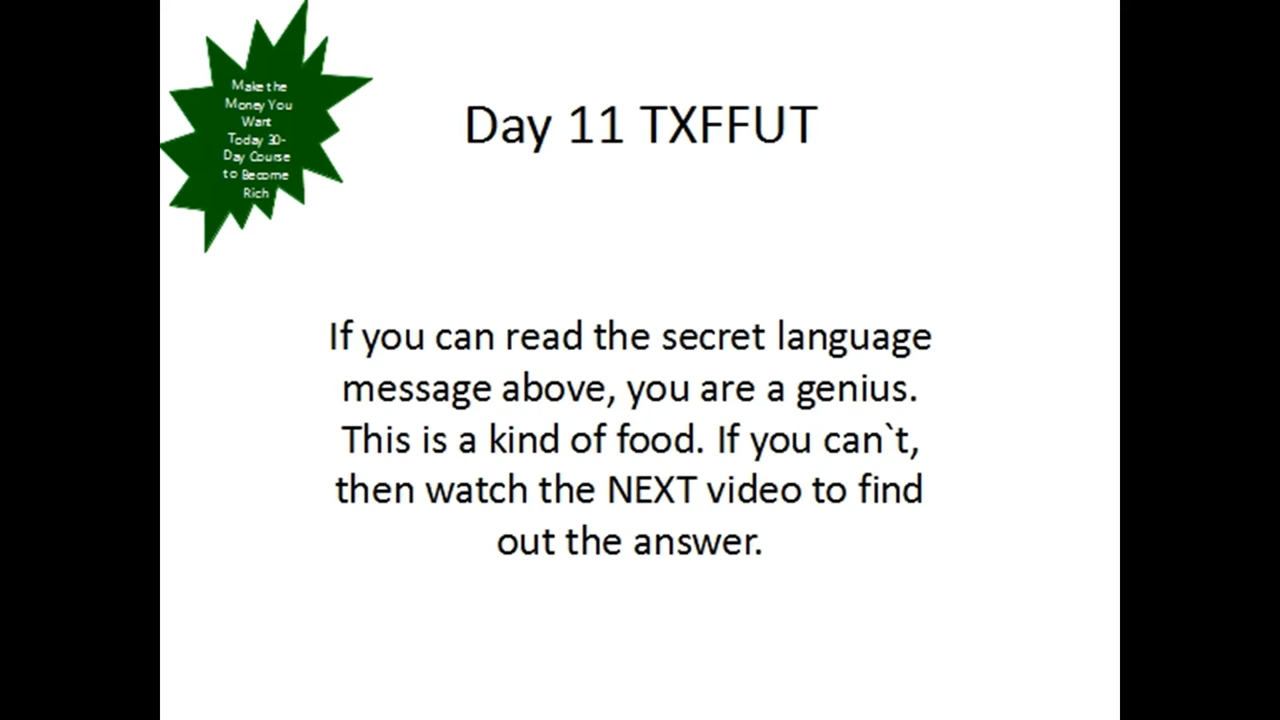 Make the
Money You
Want
Today 30-
Day Course
to Become
Rich
Day 11 TXFFUT
If you can read the secret language
message above, you are a genius.
This is a kind of food. If you can`t,
then watch the NEXT video to find
out the answer.